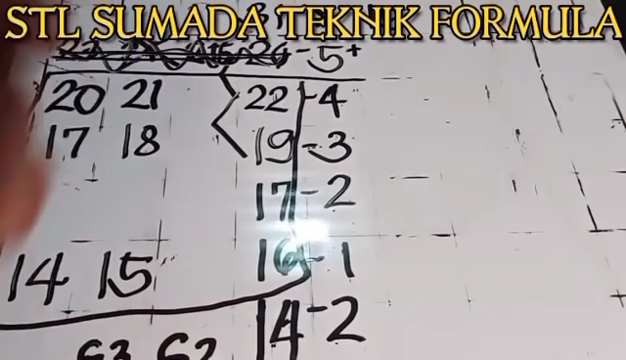 STL SUMADA TEKNIK FORMULA
-5+
20 21 22-4
17 18 19-3
17-2
14 15 16-1
14-2